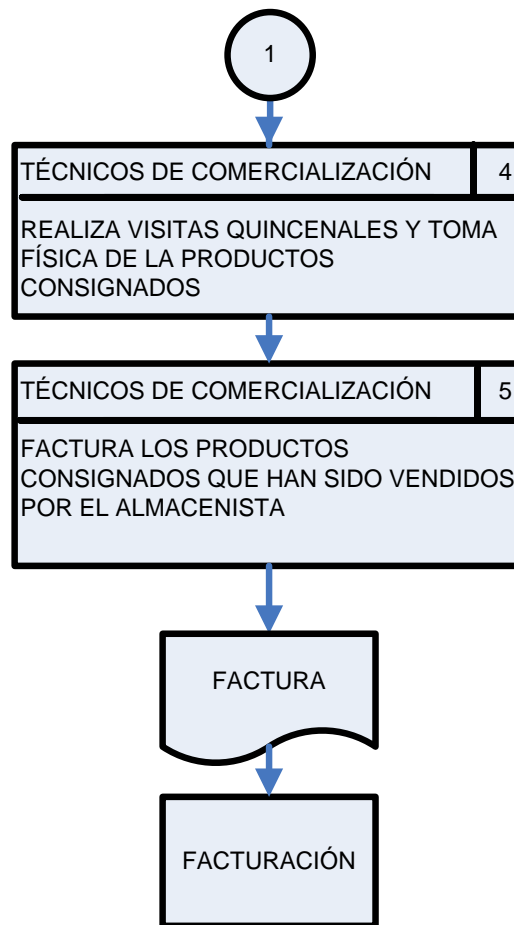 1
TÉCNICOS DE COMERCIALIZACIÓN 4
REALIZA VISITAS QUINCENALES Y TOMA
FÍSICA DE LA PRODUCTOS
CONSIGNADOS
TÉCNICOS DE COMERCIALIZACIÓN 5
FACTURA LOS PRODUCTOS
CONSIGNADOS QUE HAN SIDO VENDIDOS
POR EL ALMACENISTA
FACTURA
FACTURACIÓN